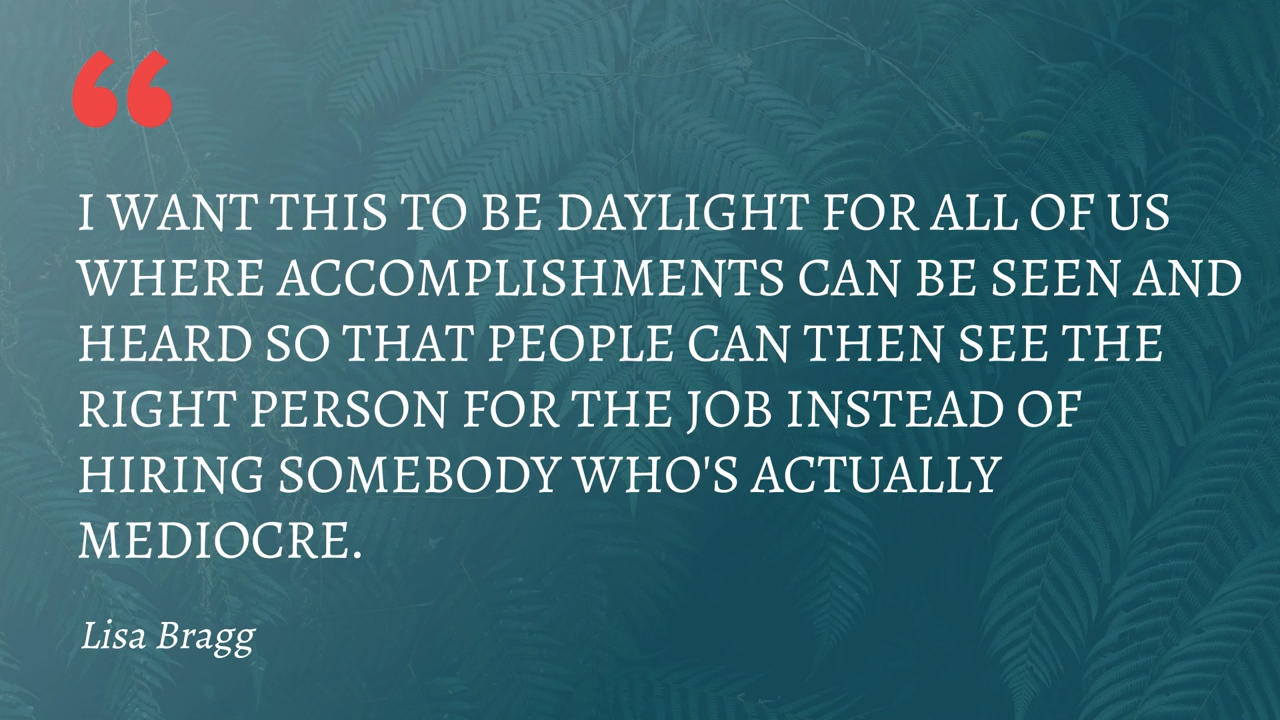 “
I WANT THIS TO BE DAYLIGHT FOR ALL OF US
WHERE ACCOMPLISHMENTS CAN BE SEEN AND
HEARD SO THAT PEOPLE CAN THEN SEE THE
RIGHT PERSON FOR THE JOB INSTEAD OF
HIRING SOMEBODY WHO'S ACTUALLY
MEDIOCRE.
Lisa Bragg